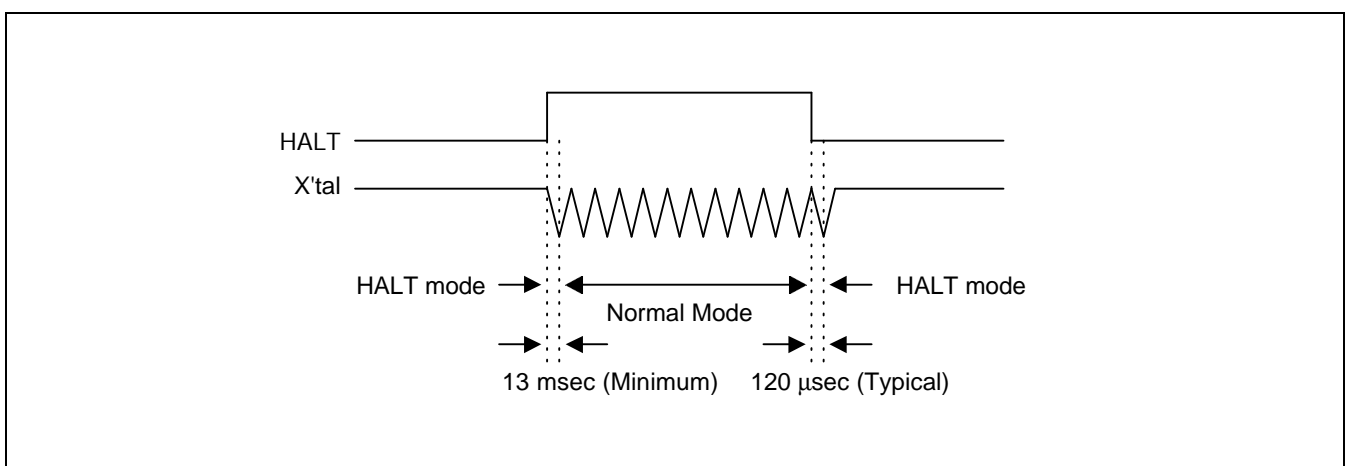 HALT
X'tal
HALT mode
HALT mode
Normal Mode
13 msec (Minimum)
120 μsec (Typical)